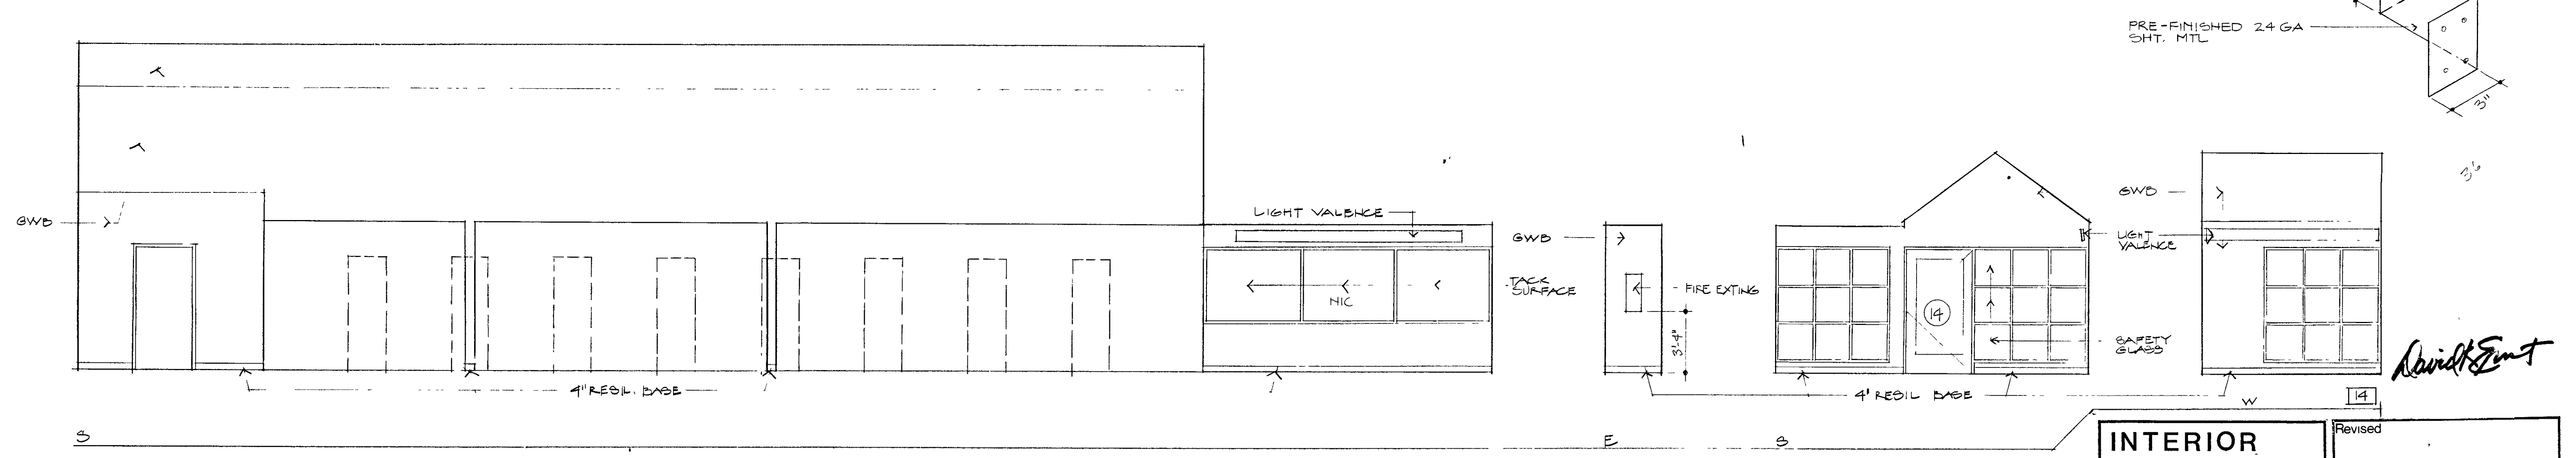 PRE-FINISHED 24 GA
SHT. MTL
3"
GWB
LIGHT VALENCE
GWB
TACK
SURFACE
NIC
FIRE EXTING
3'-4"
14
GWB
LIGHT
VALENCE
SAFETY
GLASS
4" RESIL. BASE
4" RESIL BASE
14
W
S
E
S
INTERIOR
Revised